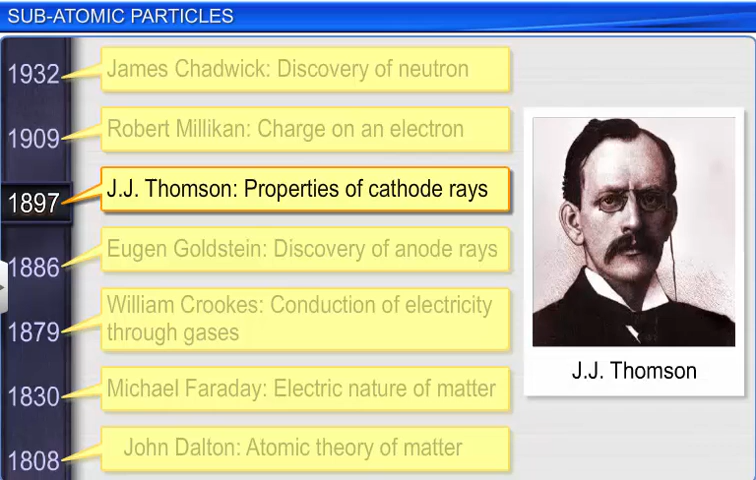 SUB-ATOMIC PARTICLES
1932 James Chadwick: Discovery of neutron
1909 Robert Millikan: Charge on an electron
1897 J.J. Thomson: Properties of cathode rays
1886 Eugen Goldstein: Discovery of anode rays
1879 William Crookes: Conduction of electricity
through gases
1830 Michael Faraday: Electric nature of matter
1808 John Dalton: Atomic theory of matter
J.J. Thomson